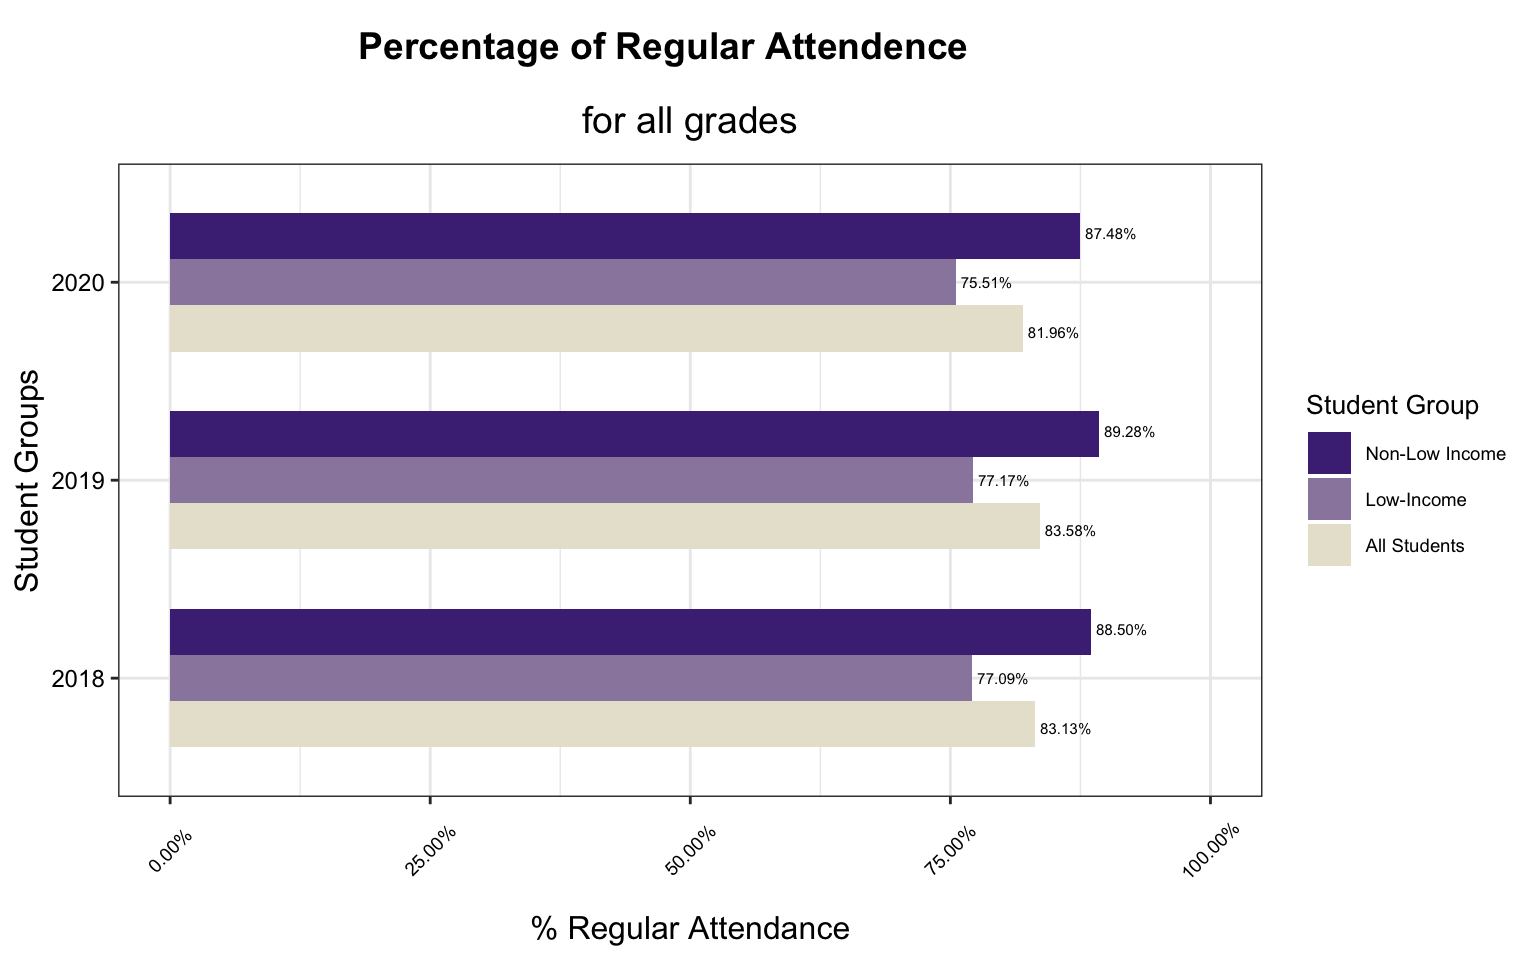 Percentage of Regular Attendence
for all grades
87.48%
2020
75.51%
81.96%
89.28%
2019
77.17%
83.58%
88.50%
2018
77.09%
83.13%
Student Groups
0.00%
25.00%
50.00%
75.00%
100.00%
% Regular Attendance
Student Group
Non-Low Income
Low-Income
All Students